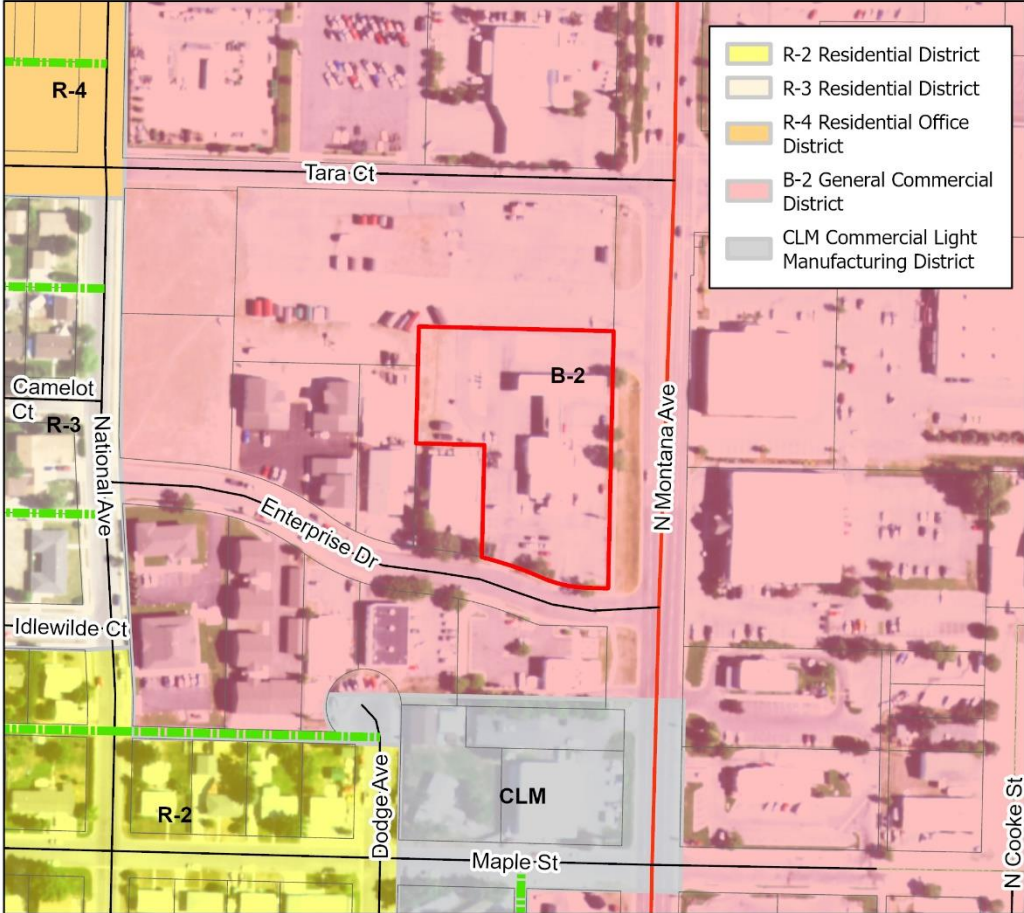 R-2 Residential District
R-3 Residential District
R-4 Residential Office
District
B-2 General Commercial
District
CLM Commercial Light
Manufacturing District
R-4
Tara Ct
B-2
Camelot
Ct
R-3
National Ave
N Montana Ave
Enterprise Dr
Idlewilde Ct
R-2
Dodge Ave
CLM
Maple St
N Cooke St